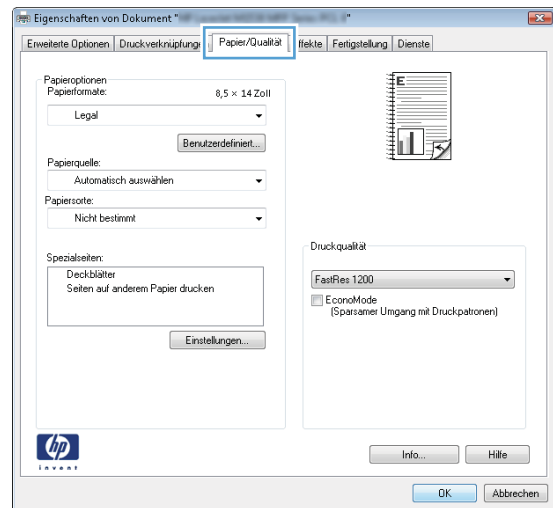 Eigenschaften von Dokument "
Erweiterte Optionen
Druckverknüpfunge
Papier/Qualität
ffekte
Fertigstellung
Dienste
Papieroptionen
Papierformate:
8,5 × 14 Zoll
Legal
Benutzerdefiniert...
Papierquelle:
Automatisch auswählen
Papiersorte:
Nicht bestimmt
Spezialseiten:
Deckblätter
Seiten auf anderem Papier drucken
Einstellungen...
E
Druckqualität
FastRes 1200
EconoMode
(Sparsamer Umgang mit Druckpatronen)
hp
invent
Info...
Hilfe
OK
Abbrechen